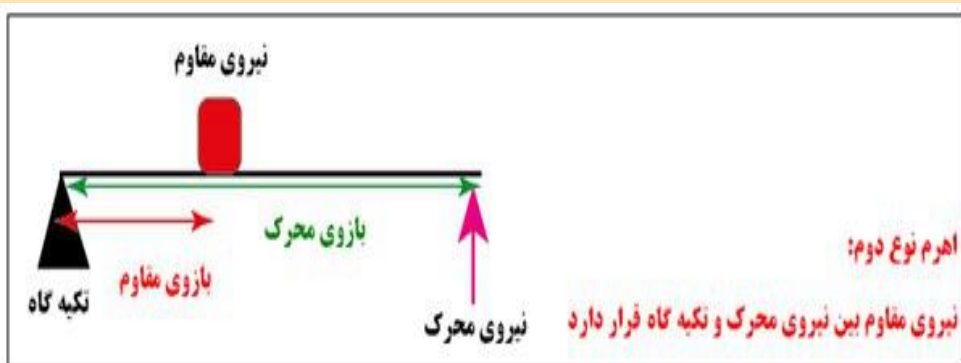 نیروی مقاوم
بازوی محرک
بازوی مقاوم
تکیه گاه
نیروی محرک
اهرم نوع دوم:
نیروی مقاوم بین نیروی محرک و تکیه گاه قرار دارد